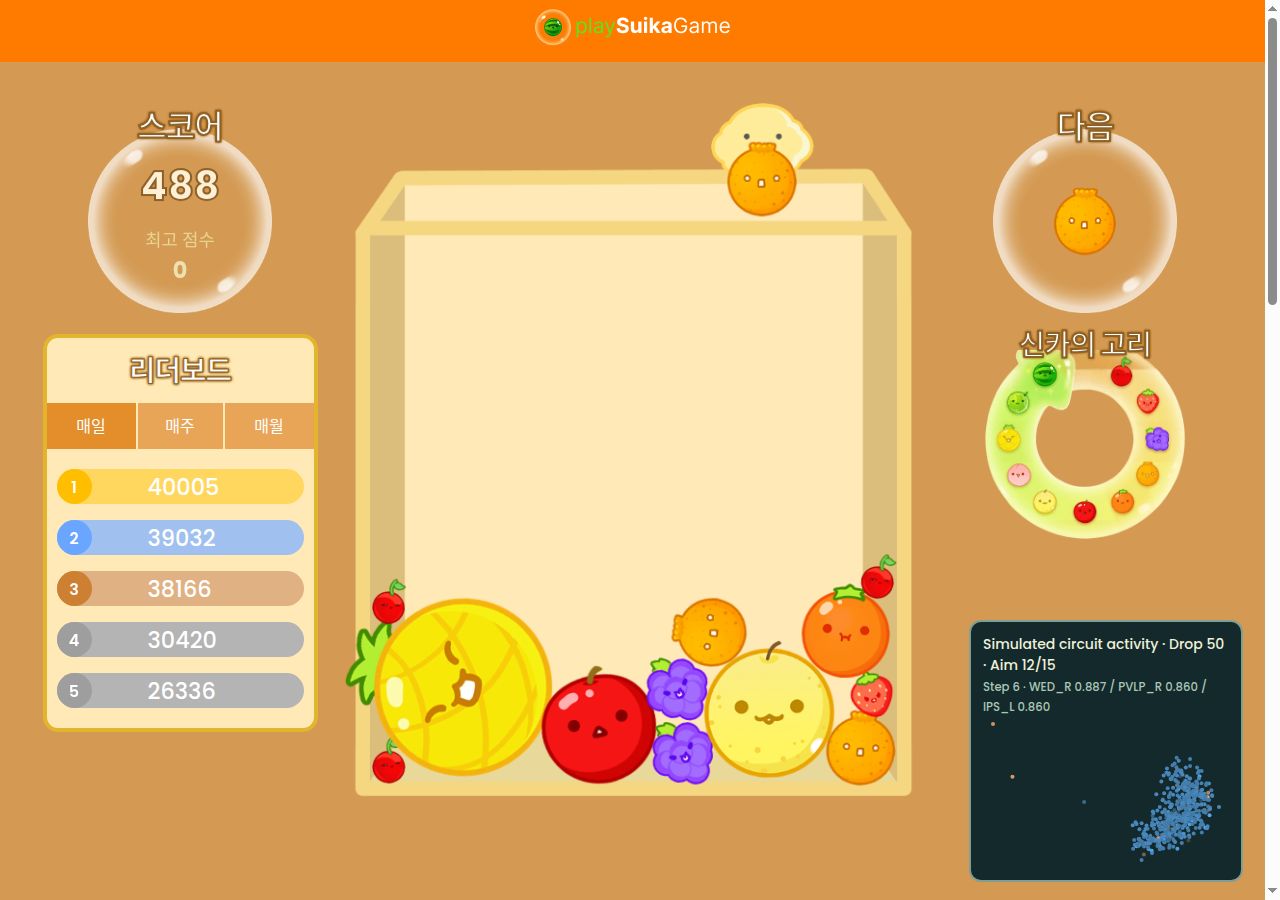 playSuikaGame
스코어
488
최고 점수
0
다음
신카의 고리
리더보드
매일 매주 매월
1 40005
2 39032
3 38166
4 30420
5 26336
Simulated circuit activity · Drop 50
· Aim 12/15
Step 6 · WED_R 0.887 / PVLP_R 0.860 /
IPS_L 0.860